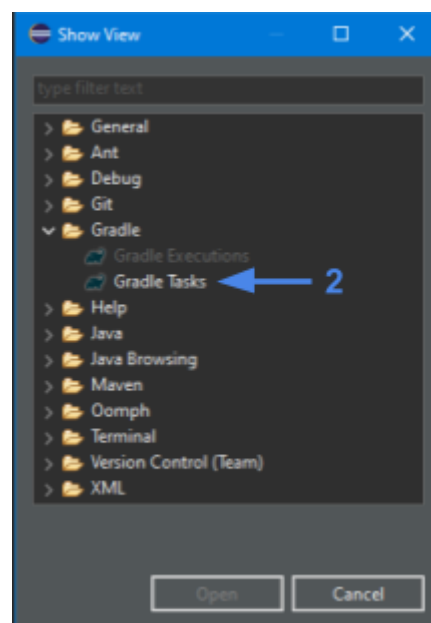 Show View
type filter text
General
Ant
Debug
Git
Gradle
Gradle Executions
Gradle Tasks 2
Help
Java
Java Browsing
Maven
Oomph
Terminal
Version Control (Team)
XML
Open Cancel